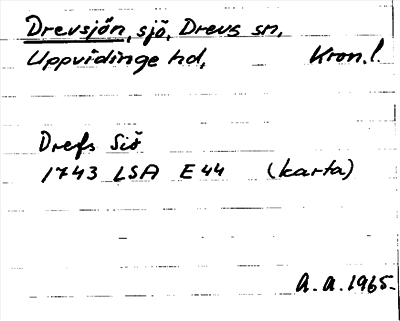 Drevsjön, sjö, Drevs sn,
Uppvidinge hd, Kron. l.
Drefs Siö
1743 LSA E 44 (karta)
A. A. 1965.